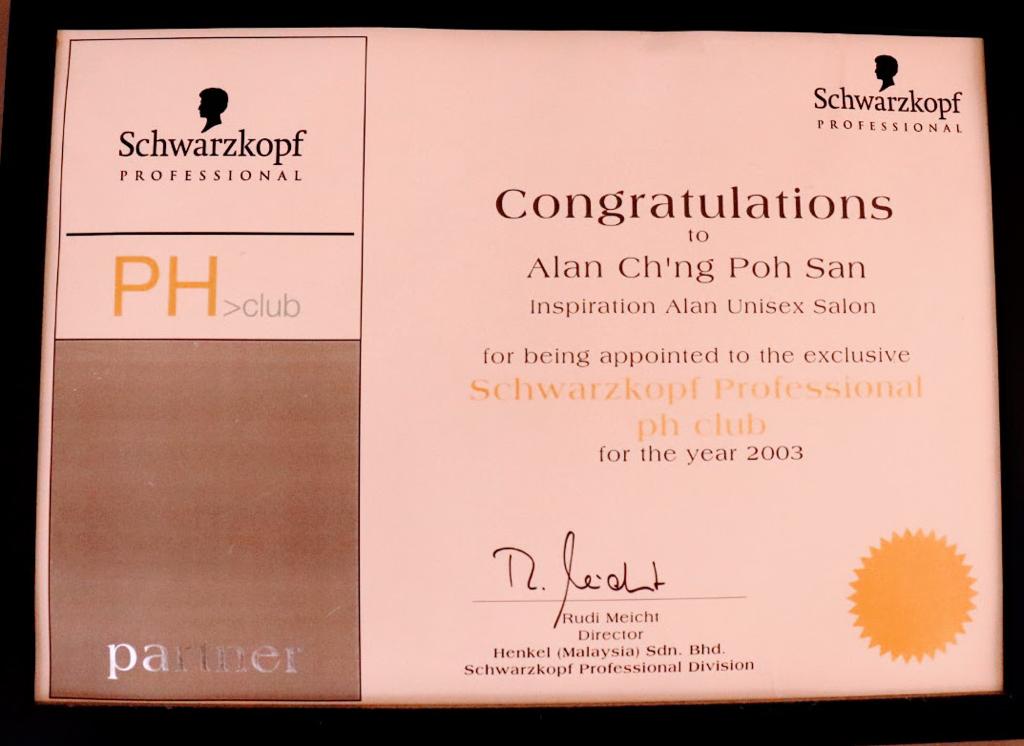 Schwarzkopf
PROFESSIONAL
PH>club
partner
Schwarzkopf
PROFESSIONAL
Congratulations
to
Alan Ch'ng Poh San
Inspiration Alan Unisex Salon
for being appointed to the exclusive
Schwarzkopf Professional
ph club
for the year 2003
R. Meicht
Rudi Meicht
Director
Henkel (Malaysia) Sdn. Bhd.
Schwarzkopf Professional Division